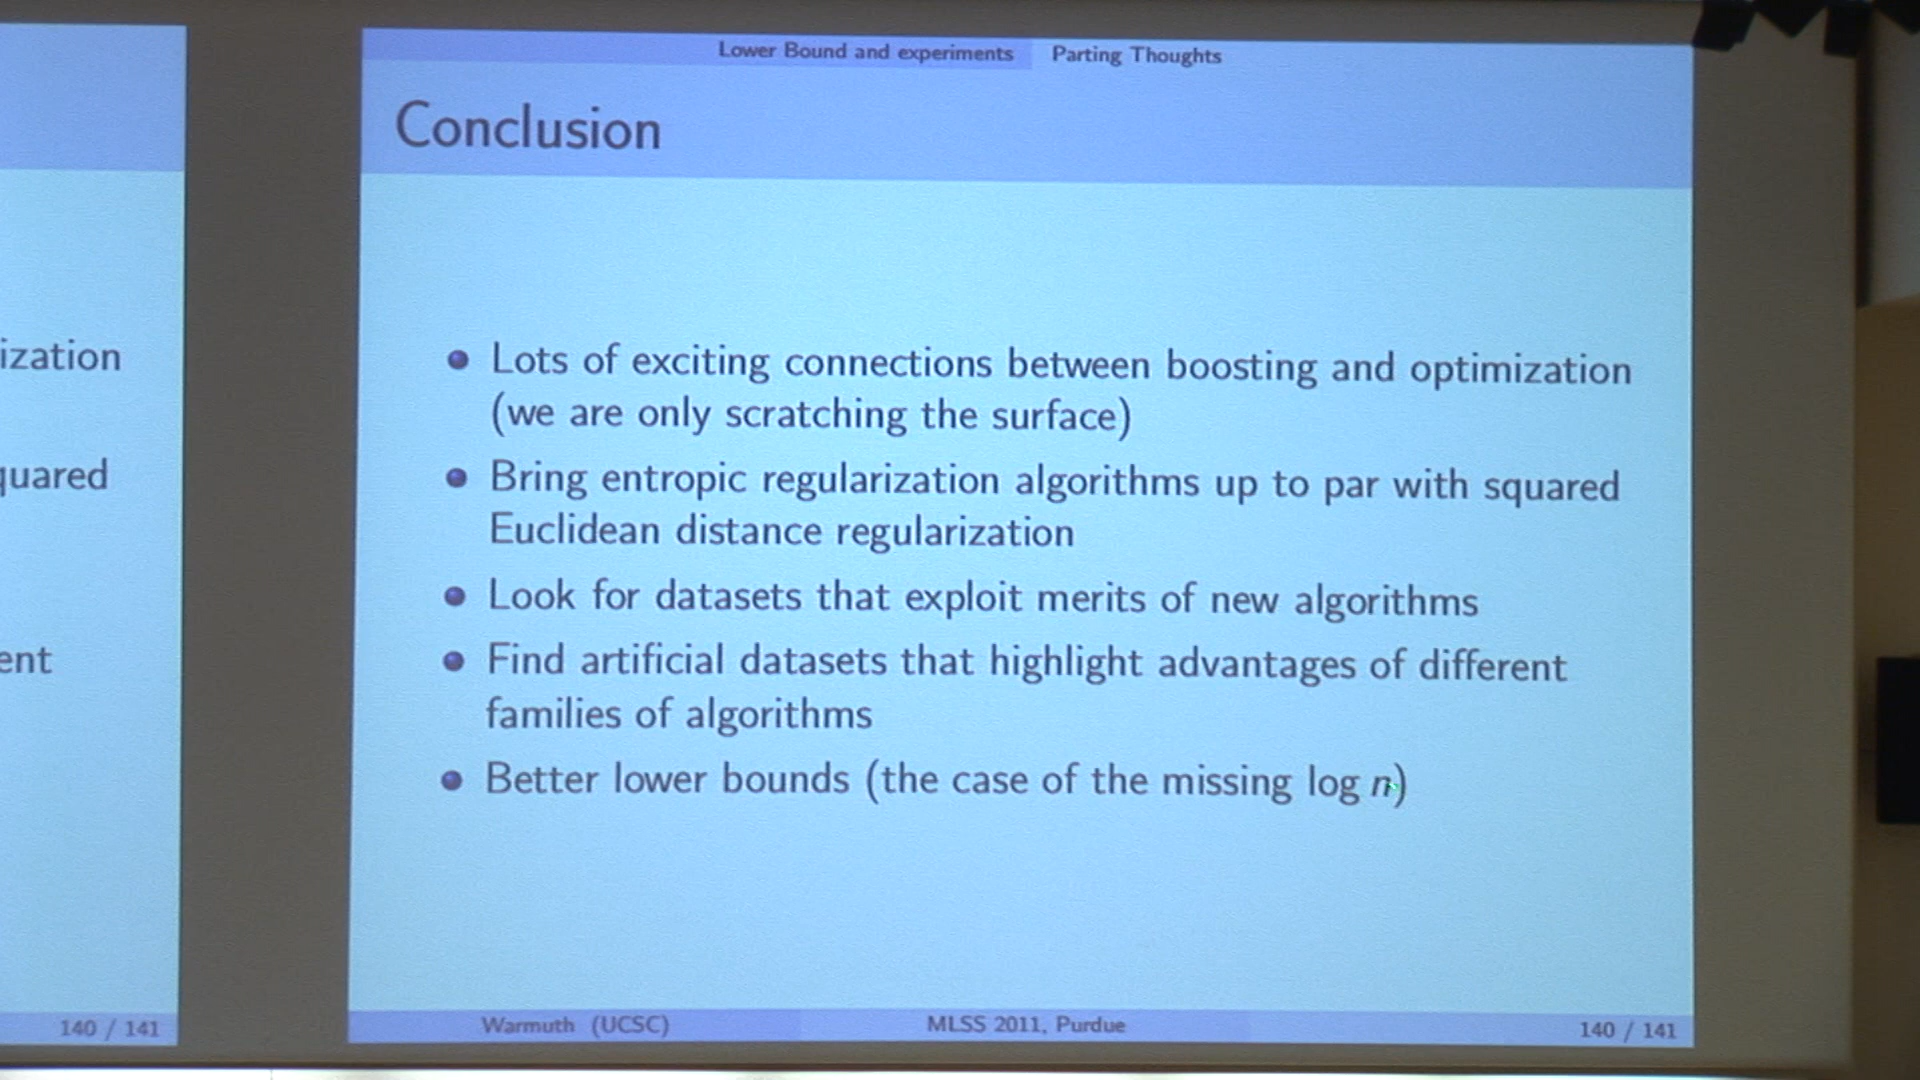 Lower Bound and experiments Parting Thoughts
Conclusion
Lots of exciting connections between boosting and optimization
(we are only scratching the surface)
Bring entropic regularization algorithms up to par with squared
Euclidean distance regularization
Look for datasets that exploit merits of new algorithms
Find artificial datasets that highlight advantages of different
families of algorithms
Better lower bounds (the case of the missing log n)
Warmuth (UCSC) MLSS 2011, Purdue 140 / 141
ization
quared
ent
140 / 141